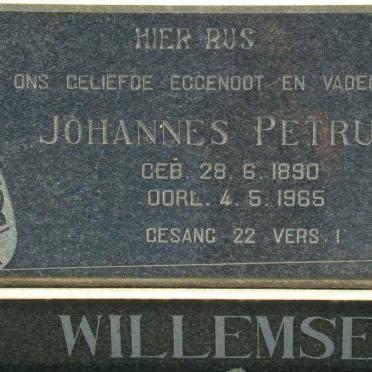 HIER RUS
ONS GELIEFDE EGGENOOT EN VADER
JOHANNES PETRU
GEB. 28. 6. 1890
OORL. 4. 5. 1965
GESANG 22 VERS 1
WILLEMSE